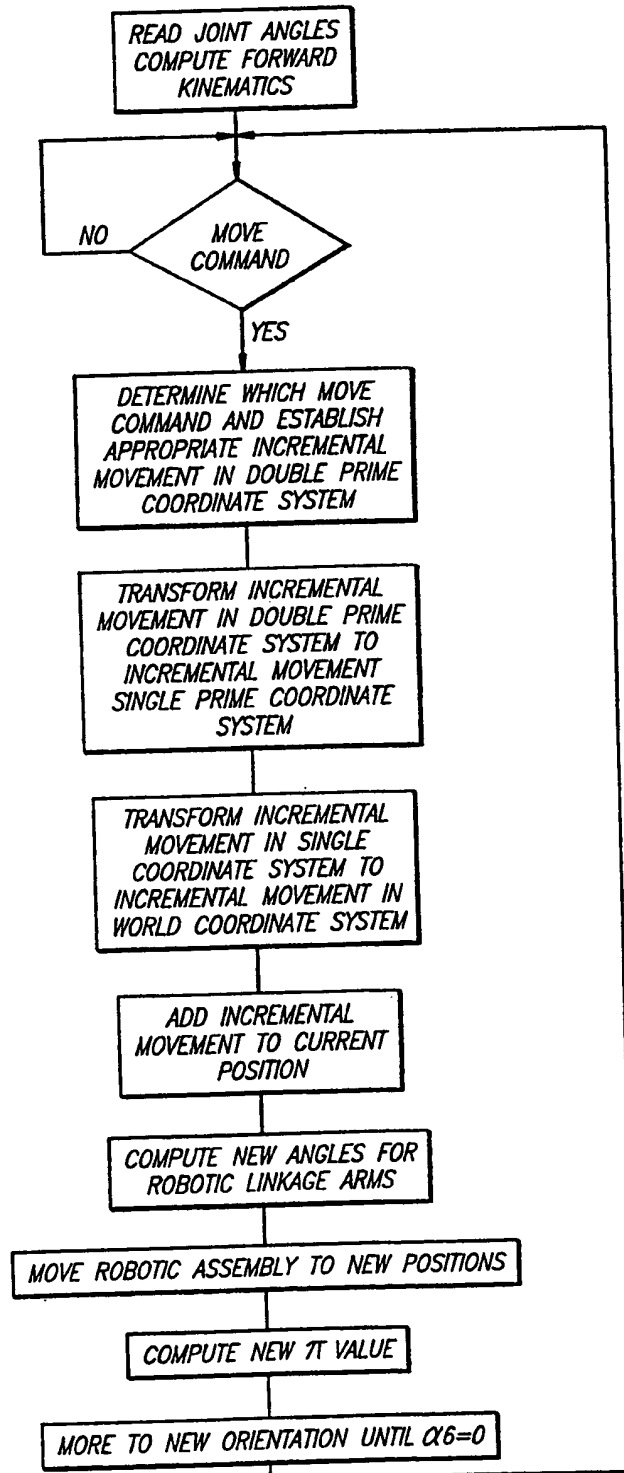 READ JOINT ANGLES
COMPUTE FORWARD
KINEMATICS
NO
MOVE
COMMAND
YES
DETERMINE WHICH MOVE
COMMAND AND ESTABLISH
APPROPRIATE INCREMENTAL
MOVEMENT IN DOUBLE PRIME
COORDINATE SYSTEM
TRANSFORM INCREMENTAL
MOVEMENT IN DOUBLE PRIME
COORDINATE SYSTEM TO
INCREMENTAL MOVEMENT
SINGLE PRIME COORDINATE
SYSTEM
TRANSFORM INCREMENTAL
MOVEMENT IN SINGLE
COORDINATE SYSTEM TO
INCREMENTAL MOVEMENT IN
WORLD COORDINATE SYSTEM
ADD INCREMENTAL
MOVEMENT TO CURRENT
POSITION
COMPUTE NEW ANGLES FOR
ROBOTIC LINKAGE ARMS
MOVE ROBOTIC ASSEMBLY TO NEW POSITIONS
COMPUTE NEW π VALUE
MORE TO NEW ORIENTATION UNTIL α6=0